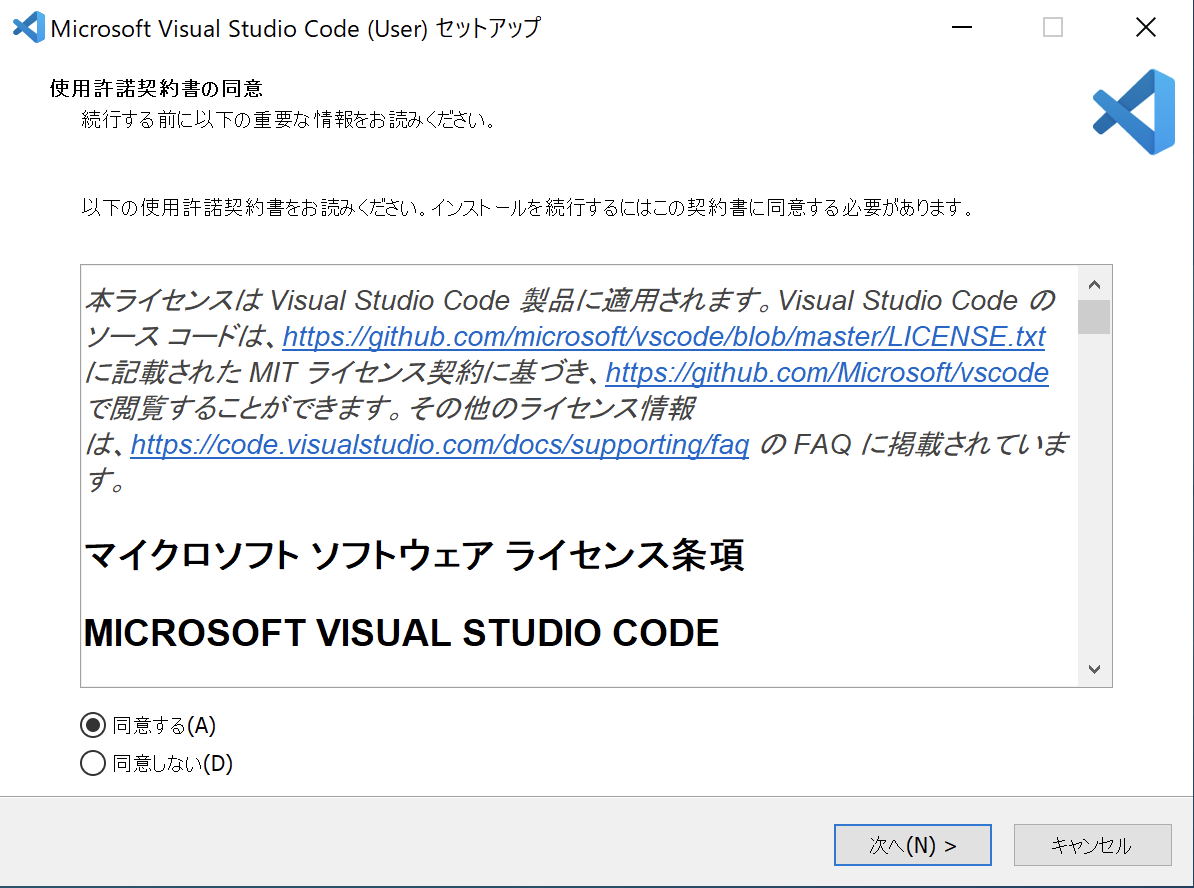 Microsoft Visual Studio Code (User) セットアップ
使用許諾契約書の同意
続行する前に以下の重要な情報をお読みください。
以下の使用許諾契約書をお読みください。インストールを続行するにはこの契約書に同意する必要があります。
本ライセンスは Visual Studio Code 製品に適用されます。Visual Studio Code の
ソース コードは、https://github.com/microsoft/vscode/blob/master/LICENSE.txt
に記載された MIT ライセンス契約に基づき、https://github.com/Microsoft/vscode
で閲覧することができます。その他のライセンス情報
は、https://code.visualstudio.com/docs/supporting/faq の FAQ に掲載されていま
す。
マイクロソフト ソフトウェア ライセンス条項
MICROSOFT VISUAL STUDIO CODE
同意する(A)
同意しない(D)
次へ(N) >
キャンセル